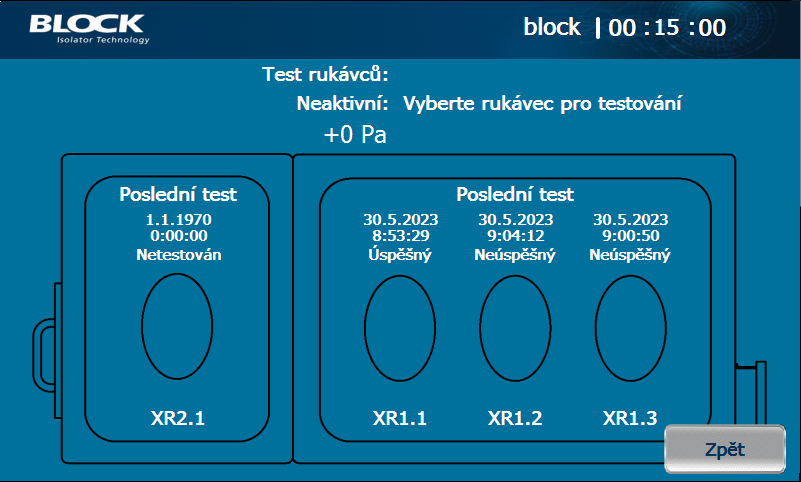 BLOCK
Isolator Technology
block | 00 : 15 : 00
Test rukávců:
Neaktivní: Vyberte rukávec pro testování
+0 Pa
Poslední test
1.1.1970
0:00:00
Netestován
XR2.1
Poslední test
30.5.2023 30.5.2023 30.5.2023
8:53:29 9:04:12 9:00:50
Úspěšný Neúspěšný Neúspěšný
XR1.1 XR1.2 XR1.3
Zpět